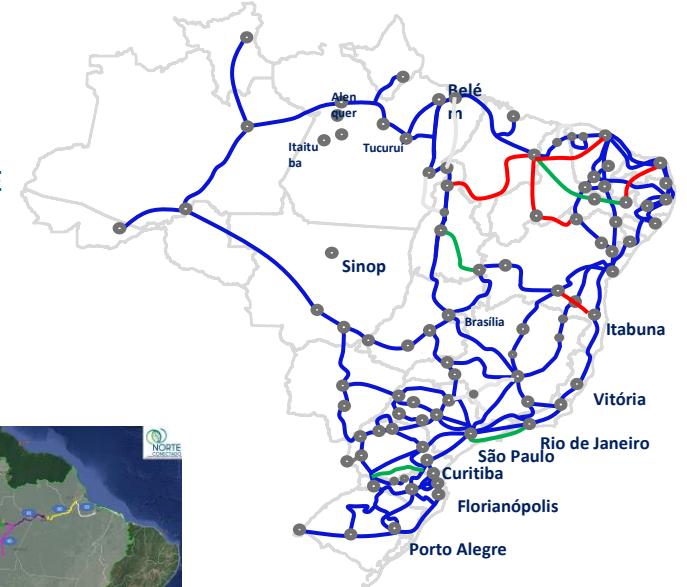 Belé
m
Alen
quer
Itaitu
ba
Tucuruí
Sinop
Brasília
Itabuna
Vitória
Rio de Janeiro
São Paulo
Curitiba
Florianópolis
Porto Alegre
NORTE
CONECTADO